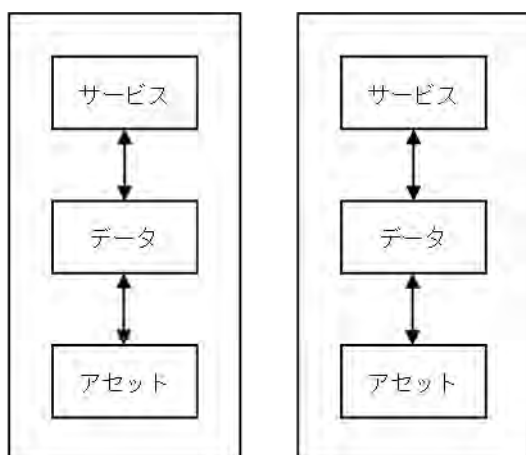 サービス
サービス
データ
データ
アセット
アセット